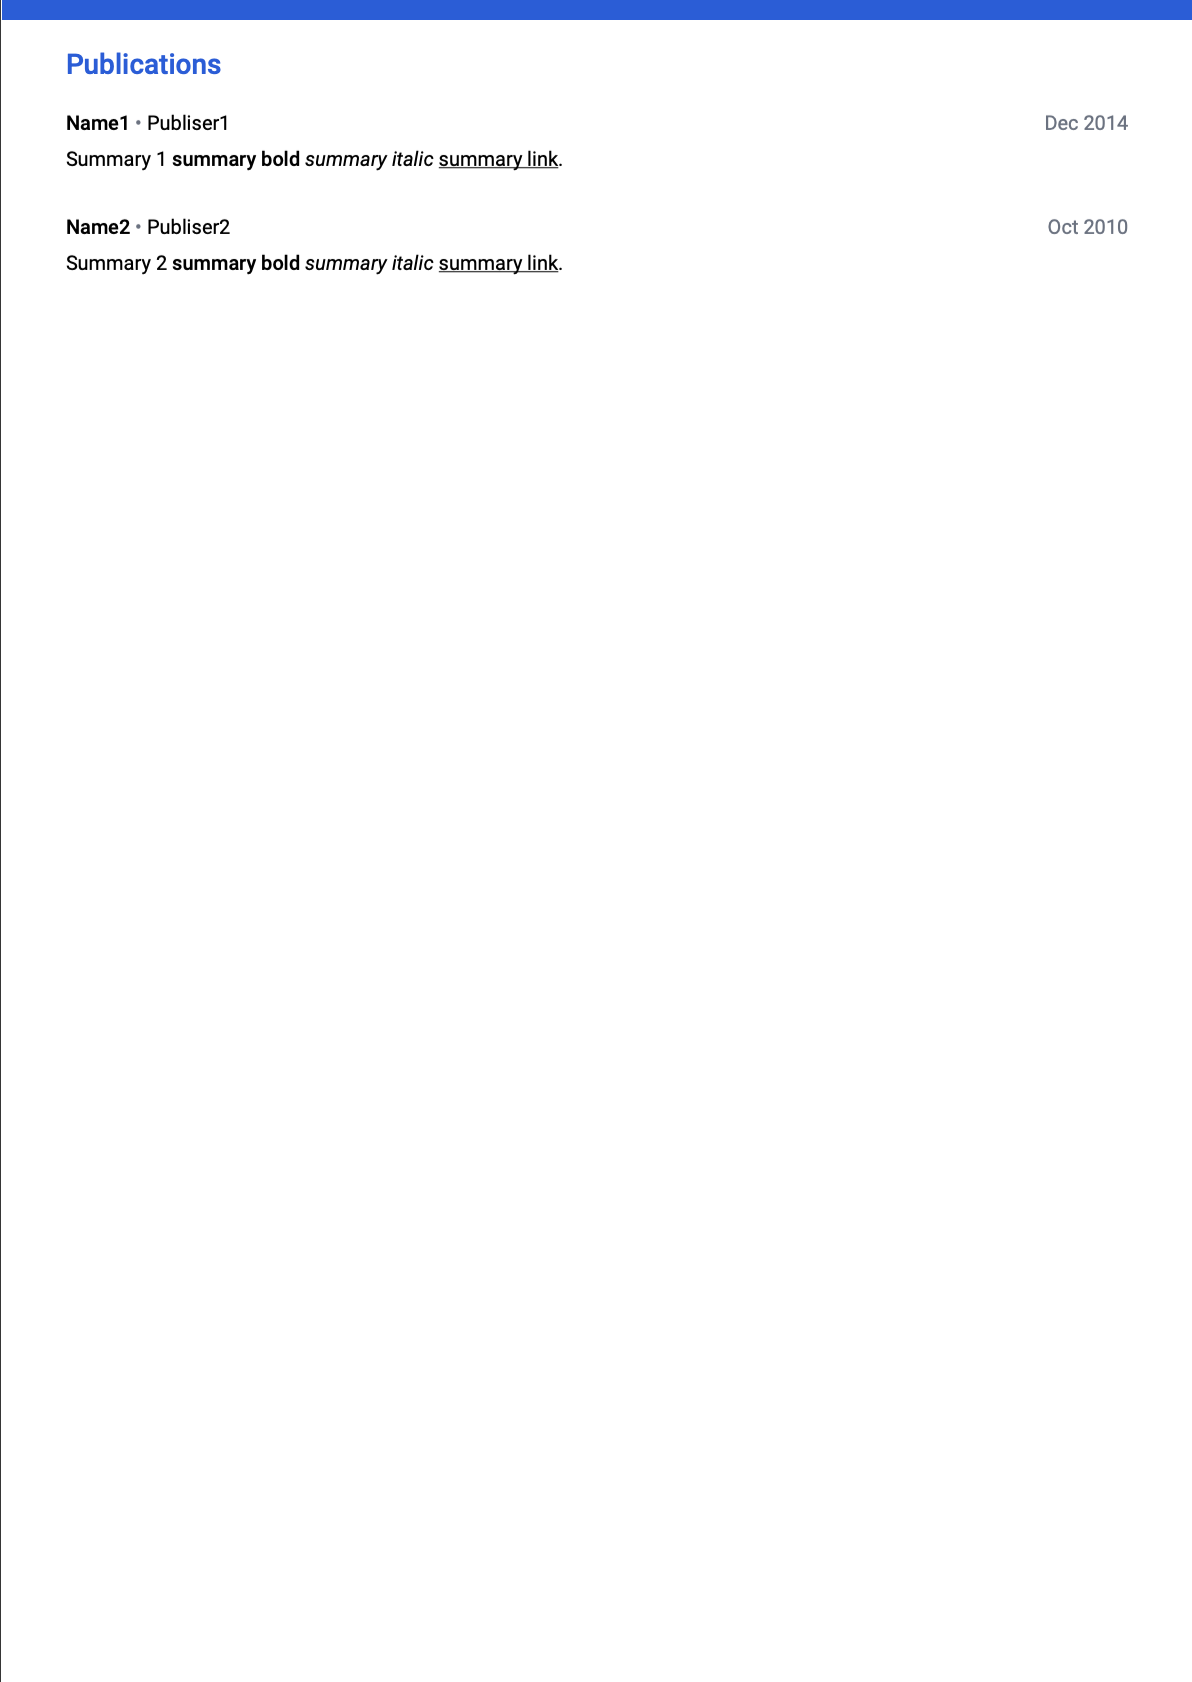 Publications
Name1 • Publiser1 Dec 2014
Summary 1 summary bold summary italic summary link.
Name2 • Publiser2 Oct 2010
Summary 2 summary bold summary italic summary link.